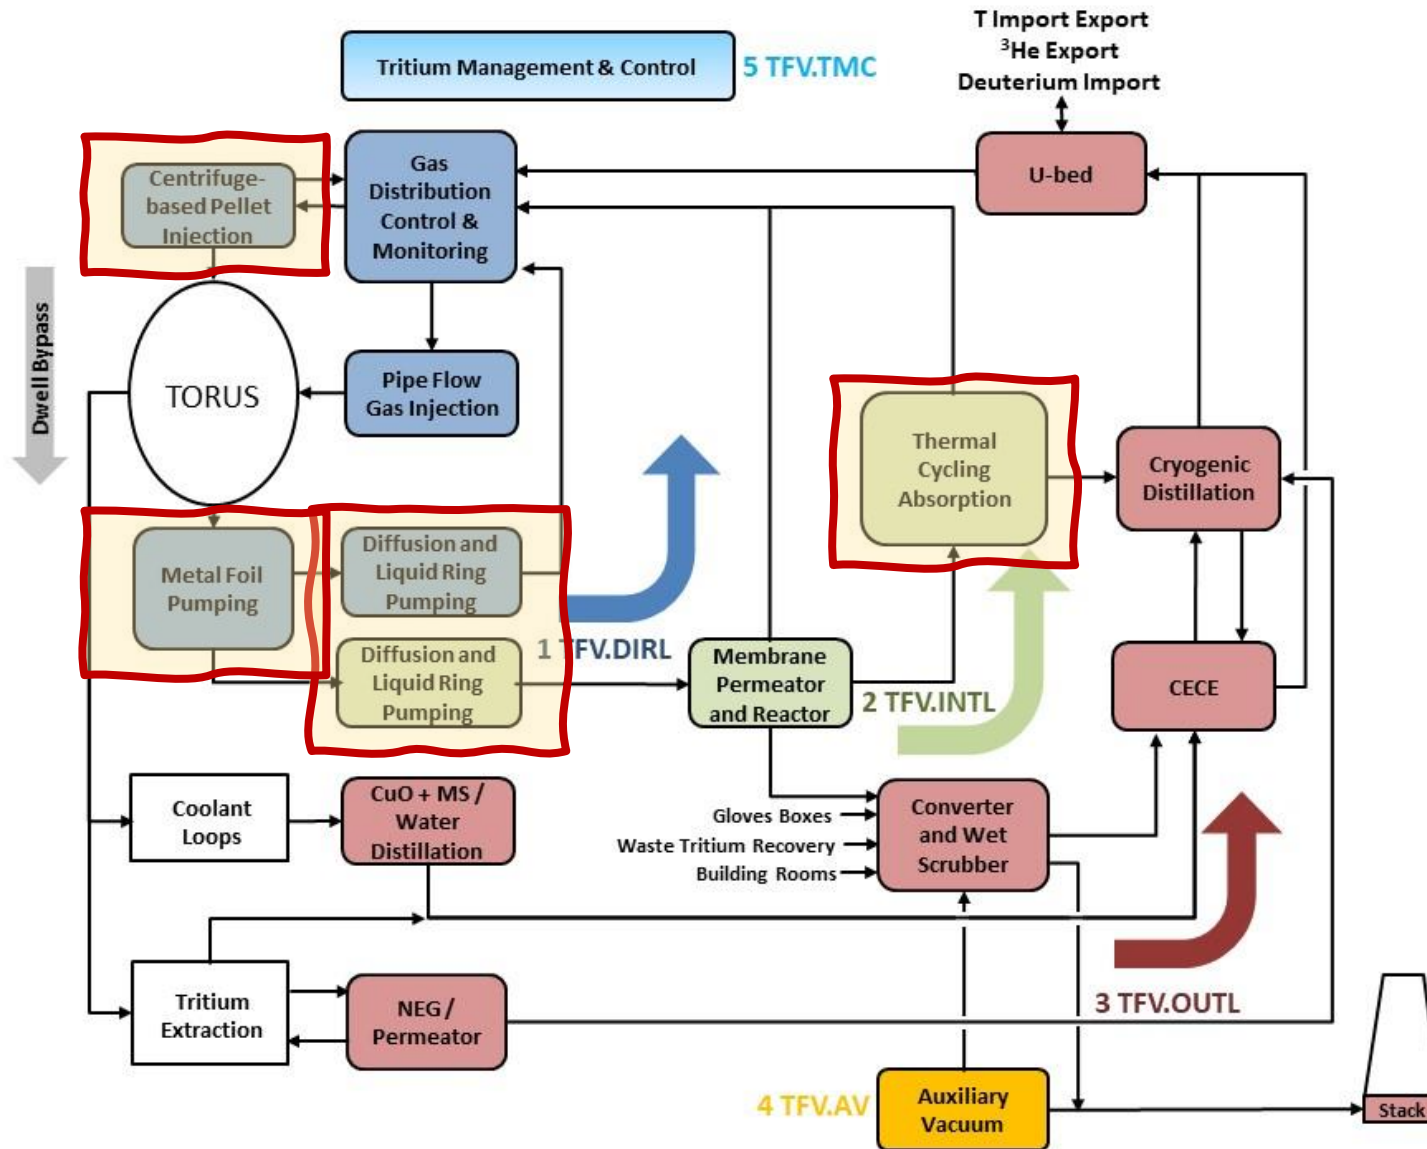 T Import Export
³He Export
Deuterium Import
Tritium Management & Control
5 TFV.TMC
Centrifuge-
based Pellet
Injection
Gas
Distribution
Control &
Monitoring
U-bed
Dwell Bypass
TORUS
Pipe Flow
Gas Injection
Thermal
Cycling
Absorption
Cryogenic
Distillation
Metal Foil
Pumping
Diffusion and
Liquid Ring
Pumping
1 TFV.DIRL
Diffusion and
Liquid Ring
Pumping
Membrane
Permeator
and Reactor
2 TFV.INTL
CECE
Coolant
Loops
CuO + MS /
Water
Distillation
Gloves Boxes
Waste Tritium Recovery
Building Rooms
Converter
and Wet
Scrubber
Tritium
Extraction
NEG /
Permeator
3 TFV.OUTL
4 TFV.AV
Auxiliary
Vacuum
Stack